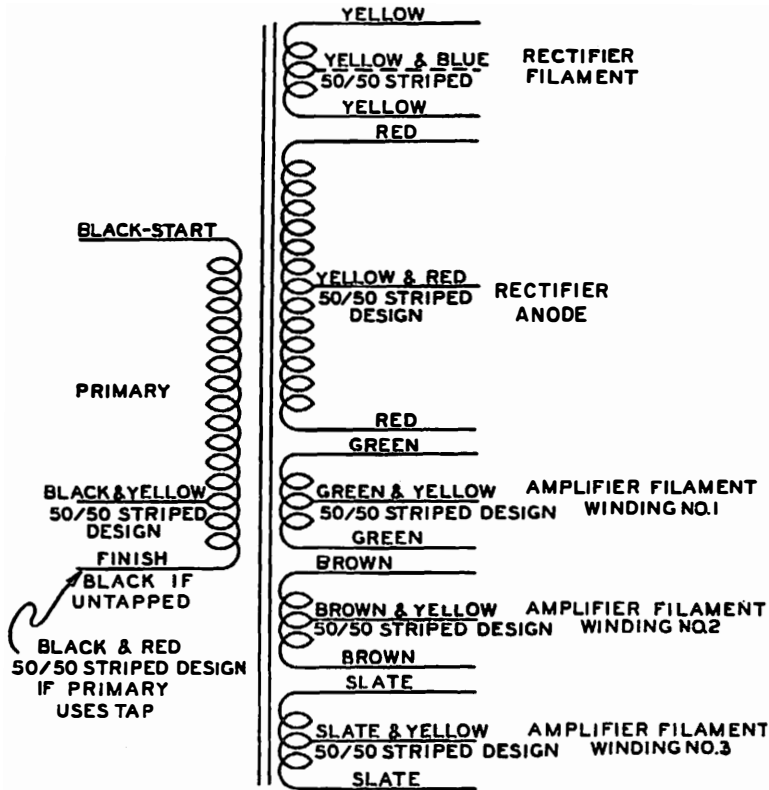 YELLOW
YELLOW & BLUE
50/50 STRIPED
RECTIFIER
FILAMENT
YELLOW
RED
BLACK-START
YELLOW & RED
50/50 STRIPED
DESIGN
RECTIFIER
ANODE
PRIMARY
RED
GREEN
BLACK&YELLOW
50/50 STRIPED
DESIGN
GREEN & YELLOW
50/50 STRIPED DESIGN
AMPLIFIER FILAMENT
WINDING NO.1
GREEN
FINISH
BLACK IF
UNTAPPED
BLACK & RED
50/50 STRIPED DESIGN
IF PRIMARY
USES TAP
BROWN
BROWN & YELLOW
50/50 STRIPED DESIGN
AMPLIFIER FILAMENT
WINDING NO.2
BROWN
SLATE
SLATE & YELLOW
50/50 STRIPED DESIGN
AMPLIFIER FILAMENT
WINDING NO.3
SLATE